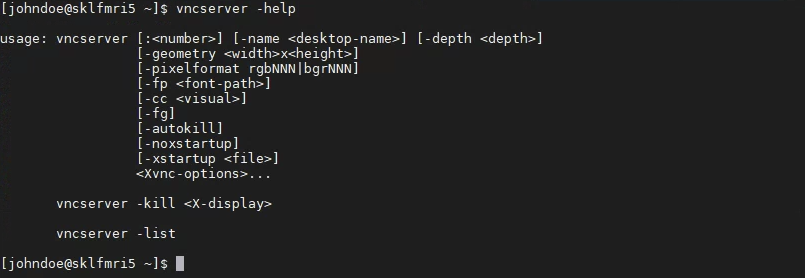 [johndoe@sklfmri5 ~]$ vncserver -help
usage: vncserver [:<number>] [-name <desktop-name>] [-depth <depth>]
[-geometry <width>x<height>]
[-pixelformat rgbNNN|bgrNNN]
[-fp <font-path>]
[-cc <visual>]
[-fg]
[-autokill]
[-noxstartup]
[-xstartup <file>]
<Xvnc-options>...
vncserver -kill <X-display>
vncserver -list
[johndoe@sklfmri5 ~]$